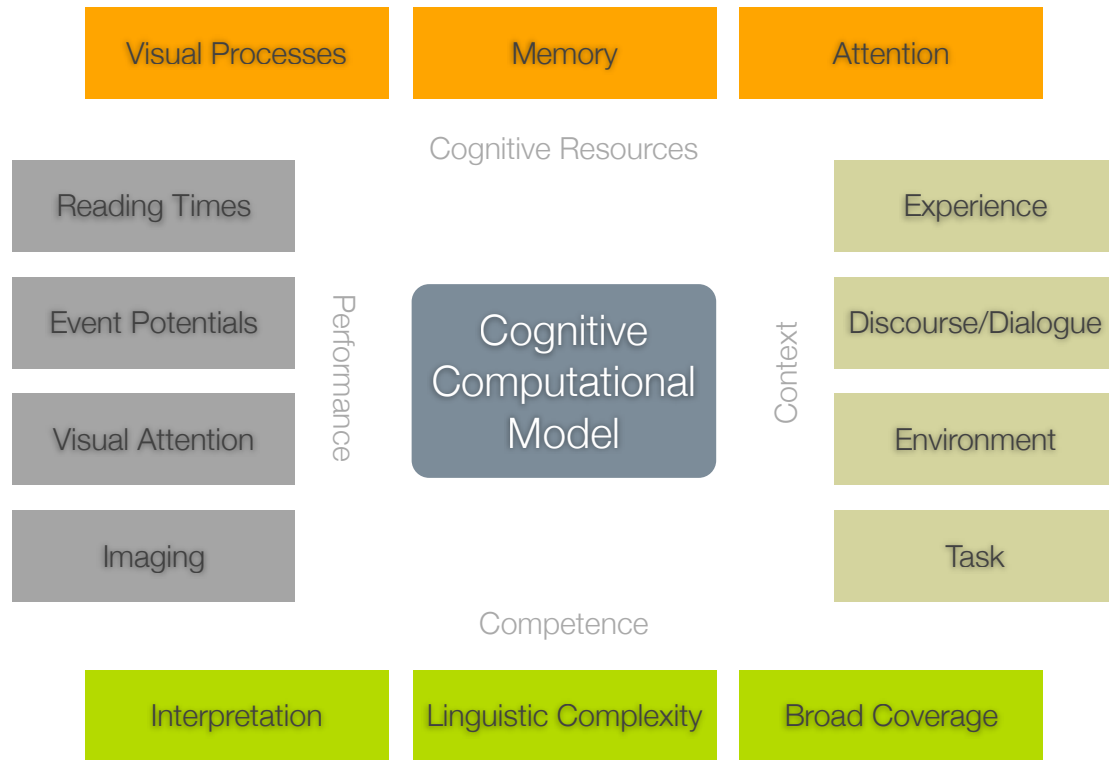 Visual Processes
Memory
Attention
Cognitive Resources
Reading Times
Experience
Event Potentials
Performance
Cognitive
Computational
Model
Context
Discourse/Dialogue
Visual Attention
Environment
Imaging
Task
Competence
Interpretation
Linguistic Complexity
Broad Coverage